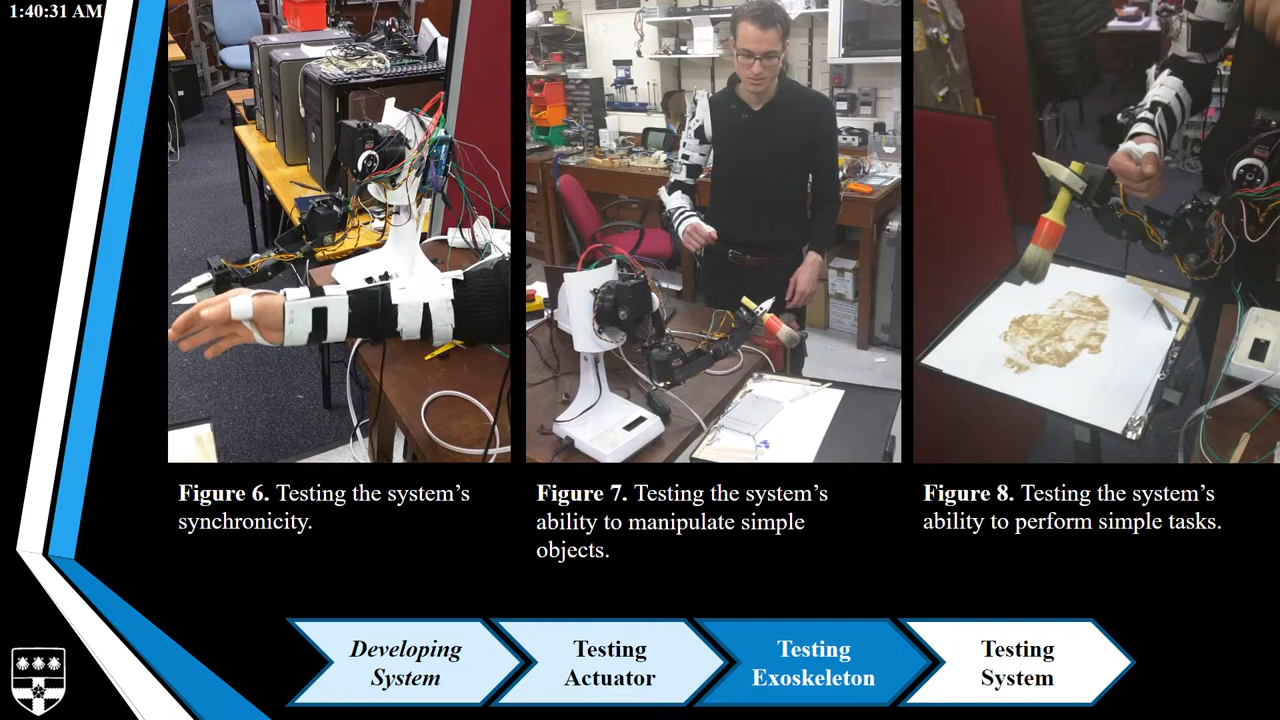 1:40:31 AM
Figure 6. Testing the system’s
synchronicity.
Figure 7. Testing the system’s
ability to manipulate simple
objects.
Figure 8. Testing the system’s
ability to perform simple tasks.
Developing
System
Testing
Actuator
Testing
Exoskeleton
Testing
System